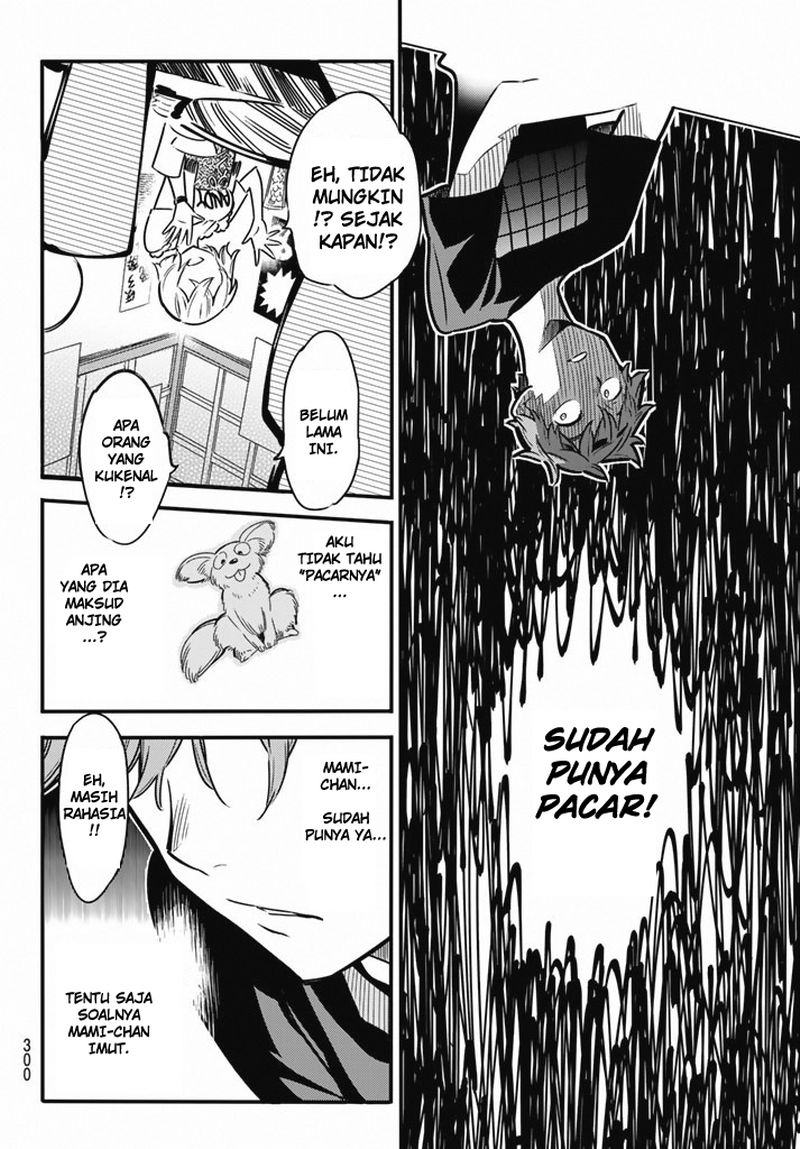 SUDAH
PUNYA
PACAR!
EH, TIDAK
MUNGKIN
!? SEJAK
KAPAN!?
BELUM
LAMA
INI.
APA
ORANG
YANG
KUKENAL
!?
AKU
TIDAK TAHU
"PACARNYA"
...
APA
YANG DIA
MAKSUD
ANJING
...?
MAMI-
CHAN...
SUDAH
PUNYA YA...
EH,
MASIH
RAHASIA
!!
TENTU SAJA
SOALNYA
MAMI-CHAN
IMUT.
300